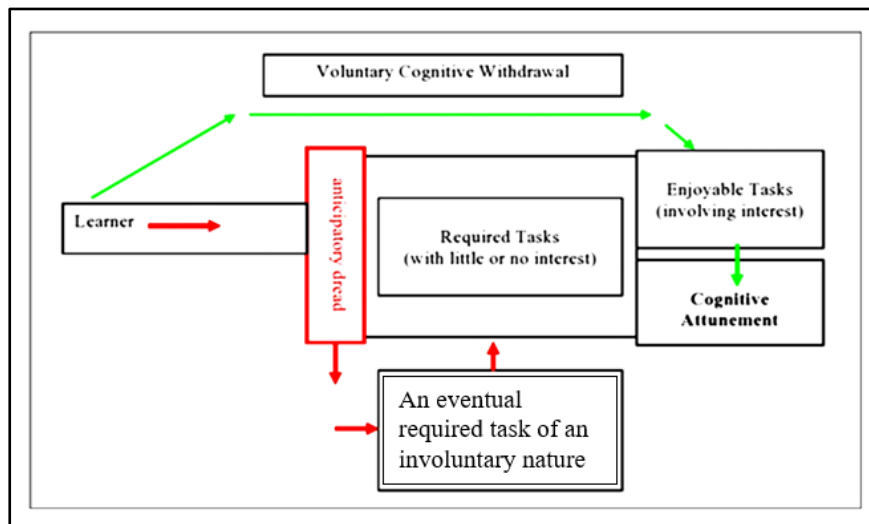 Voluntary Cognitive Withdrawal
Learner
anticipatory dread
Required Tasks
(with little or no interest)
Enjoyable Tasks
(involving interest)
Cognitive
Attunement
An eventual
required task of an
involuntary nature